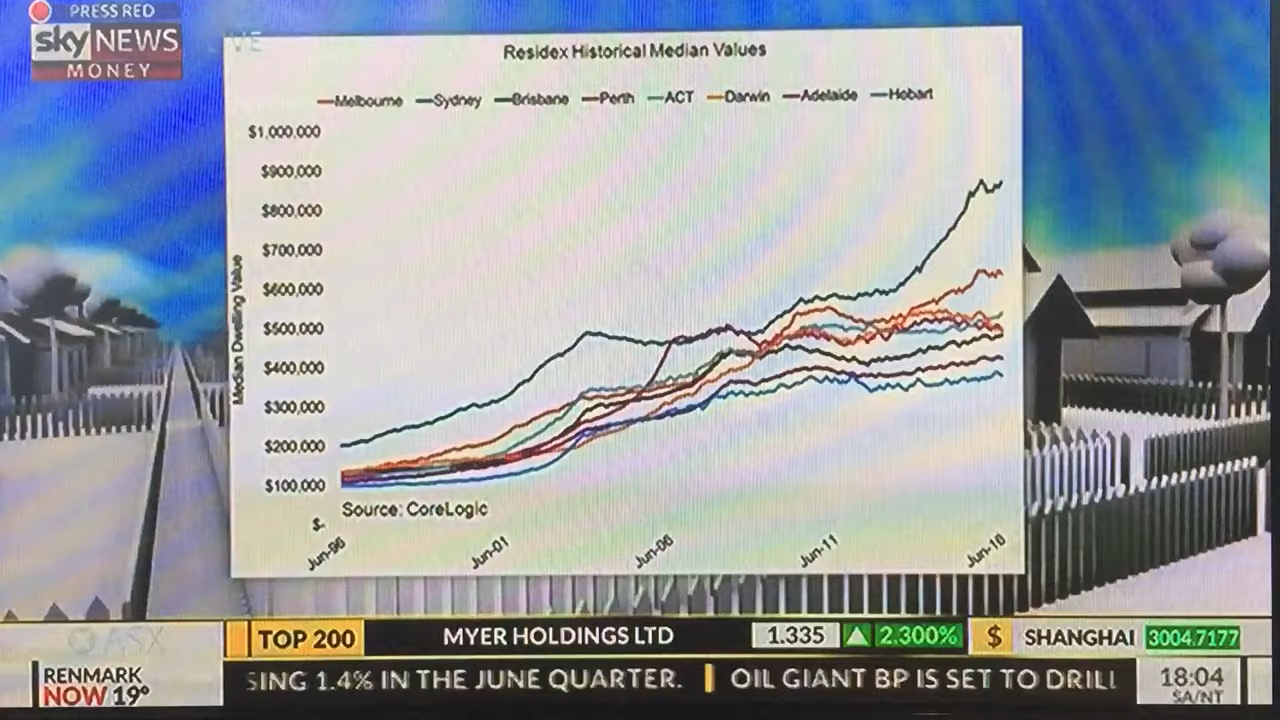 PRESS RED
sky NEWS
LIVE
MONEY
Residex Historical Median Values
Melbourne Sydney Brisbane Perth ACT Darwin Adelaide Hobart
$1,000,000
$900,000
$800,000
$700,000
$600,000
$500,000
$400,000
$300,000
$200,000
$100,000
$-
Median Dwelling Value
Source: CoreLogic
Jun-96 Jun-01 Jun-06 Jun-11 Jun-16
ASX
TOP 200 MYER HOLDINGS LTD 1.335 2.300% $ SHANGHAI 3004.7177
RENMARK
NOW 19°
SING 1.4% IN THE JUNE QUARTER. OIL GIANT BP IS SET TO DRILL
18:04
SA/NT